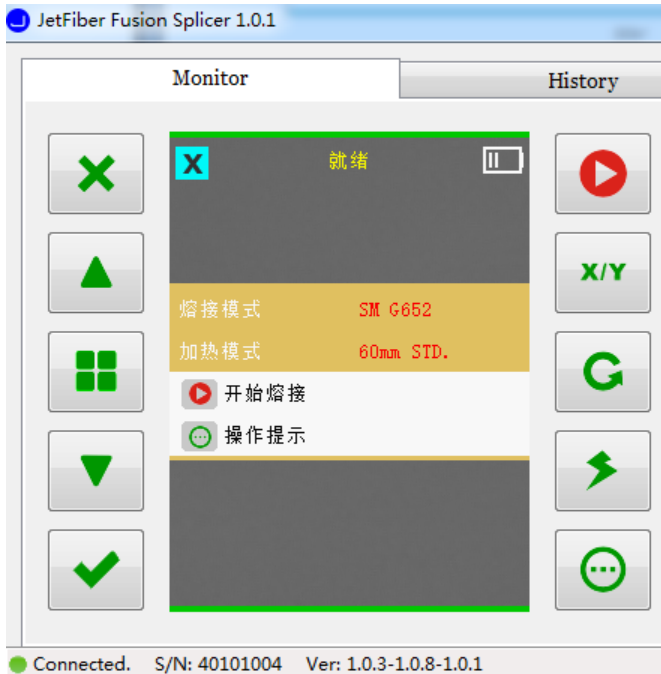 JetFiber Fusion Splicer 1.0.1
Monitor History
X 就绪
X/Y
熔接模式 SM G652
加热模式 60mm STD.
开始熔接
操作提示
Connected. S/N: 40101004 Ver: 1.0.3-1.0.8-1.0.1